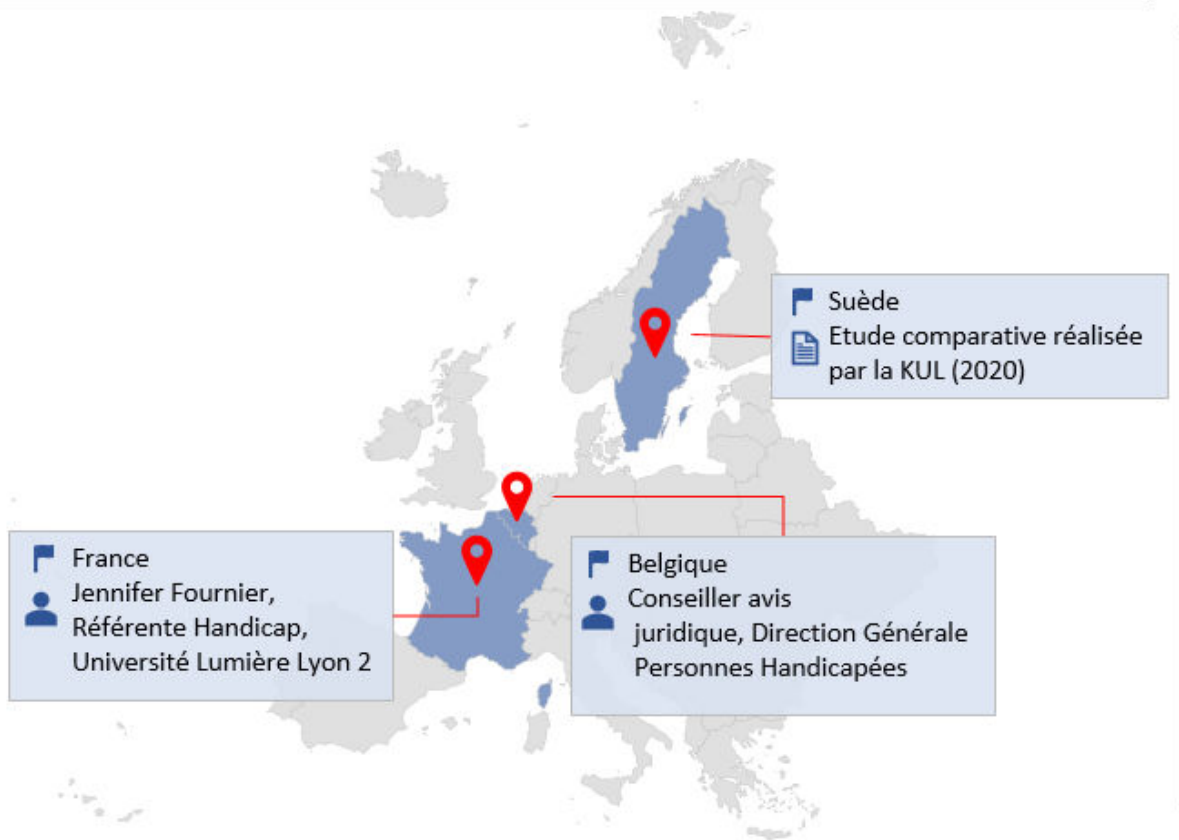 Suède
Etude comparative réalisée
par la KUL (2020)
France
Jennifer Fournier,
Référente Handicap,
Université Lumière Lyon 2
Belgique
Conseiller avis
juridique, Direction Générale
Personnes Handicapées